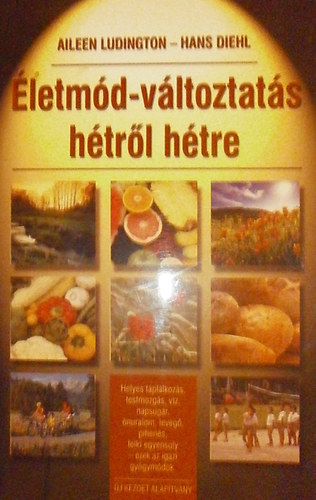 AILEEN LUDINGTON – HANS DIEHL
Életmód-változtatás
hétről hétre
Helyes táplálkozás,
testmozgás, víz,
napsugár,
önuralom, levegő,
pihenés,
lelki egyensúly
– ezek az igazi
gyógymódok
ÚJ KEZDET ALAPÍTVÁNY